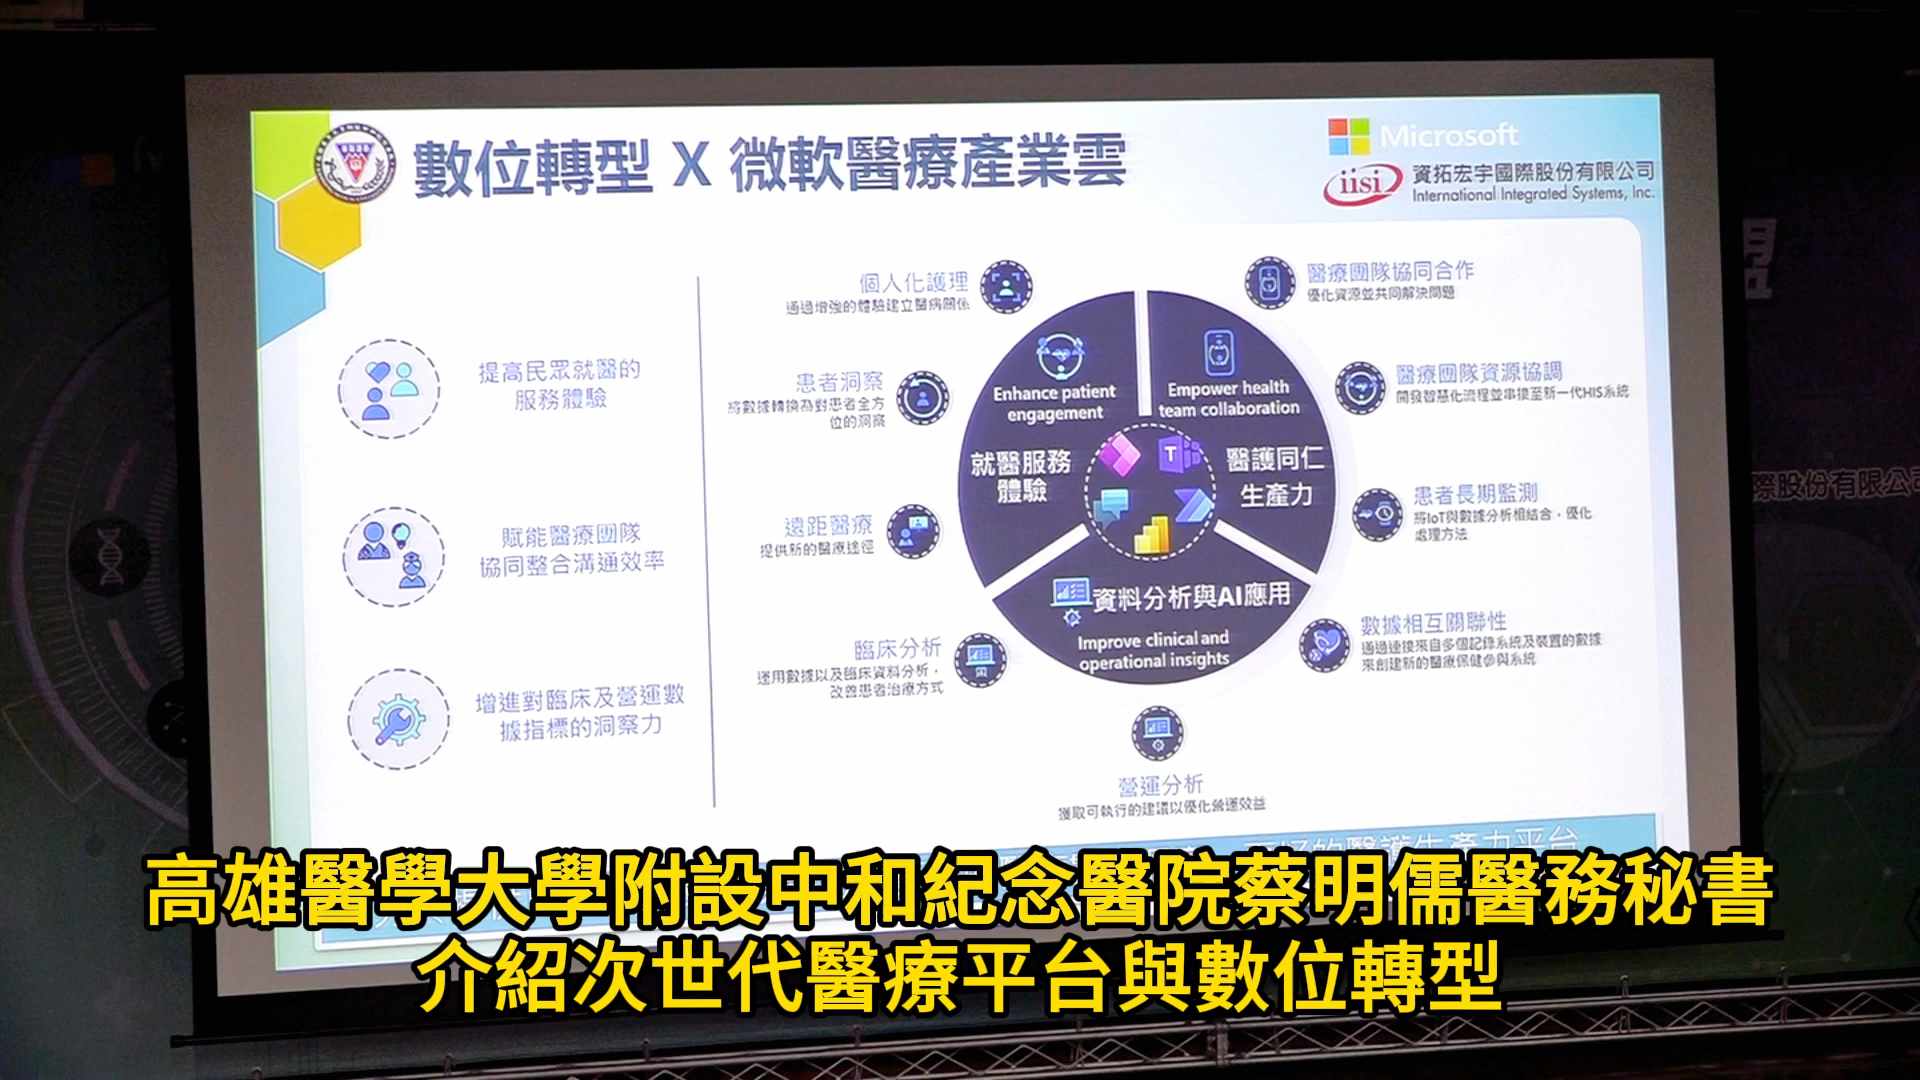 數位轉型 X 微軟醫療產業雲
Microsoft
iisi
資拓宏宇國際股份有限公司
International Integrated Systems, Inc.
提高民眾就醫的
服務體驗
賦能醫療團隊
協同整合溝通效率
增進對臨床及營運數
據指標的洞察力
個人化護理
通過增強的體驗建立醫病關係
患者洞察
將數據轉換為對患者全方
位的洞察
遠距醫療
提供新的醫療途徑
臨床分析
運用數據以及臨床資料分析，
改善患者治療方式
Enhance patient
engagement
就醫服務
體驗
Empower health
team collaboration
醫護同仁
生產力
T
資料分析與AI應用
Improve clinical and
operational insights
醫療團隊協同合作
優化資源並共同解決問題
醫療團隊資源協調
開發智慧化流程並串接至新一代HIS系統
患者長期監測
將IoT與數據分析相結合，優化
處理方法
數據相互關聯性
通過連接來自多個記錄系統及裝置的數據
來創建新的醫療保健參與系統
營運分析
獲取可執行的建議以優化營運效益
的醫護生產力平台
際股份有限公司
高雄醫學大學附設中和紀念醫院蔡明儒醫務秘書
介紹次世代醫療平台與數位轉型